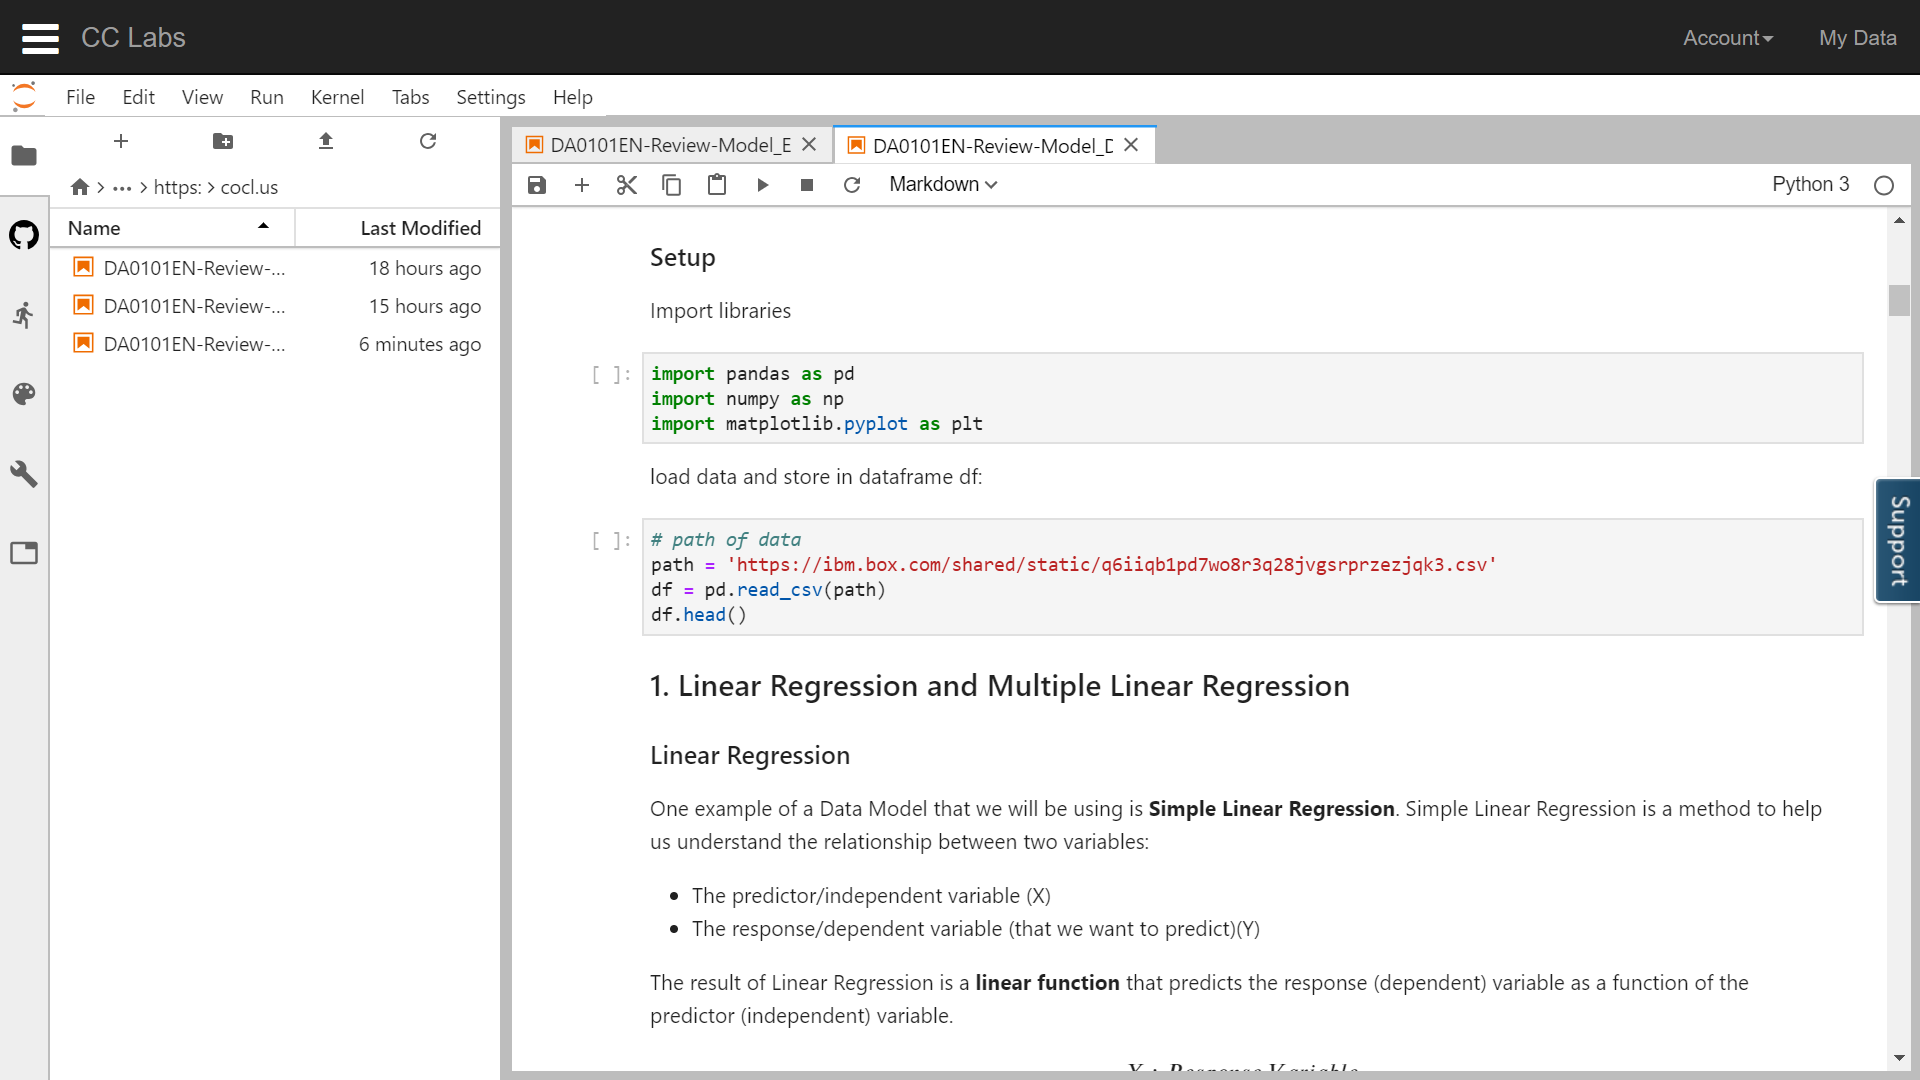 CC Labs
Account
My Data
File Edit View Run Kernel Tabs Settings Help
… > https: > cocl.us
Name Last Modified
DA0101EN-Review-... 18 hours ago
DA0101EN-Review-... 15 hours ago
DA0101EN-Review-... 6 minutes ago
DA0101EN-Review-Model_E
DA0101EN-Review-Model_D
Markdown
Python 3
Setup
Import libraries
[ ]:
import pandas as pd
import numpy as np
import matplotlib.pyplot as plt
load data and store in dataframe df:
[ ]:
# path of data
path = 'https://ibm.box.com/shared/static/q6iiqb1pd7wo8r3q28jvgsrprzezjqk3.csv'
df = pd.read_csv(path)
df.head()
Support
1. Linear Regression and Multiple Linear Regression
Linear Regression
One example of a Data Model that we will be using is Simple Linear Regression. Simple Linear Regression is a method to help
us understand the relationship between two variables:
• The predictor/independent variable (X)
• The response/dependent variable (that we want to predict)(Y)
The result of Linear Regression is a linear function that predicts the response (dependent) variable as a function of the
predictor (independent) variable.
Y : Response Variable